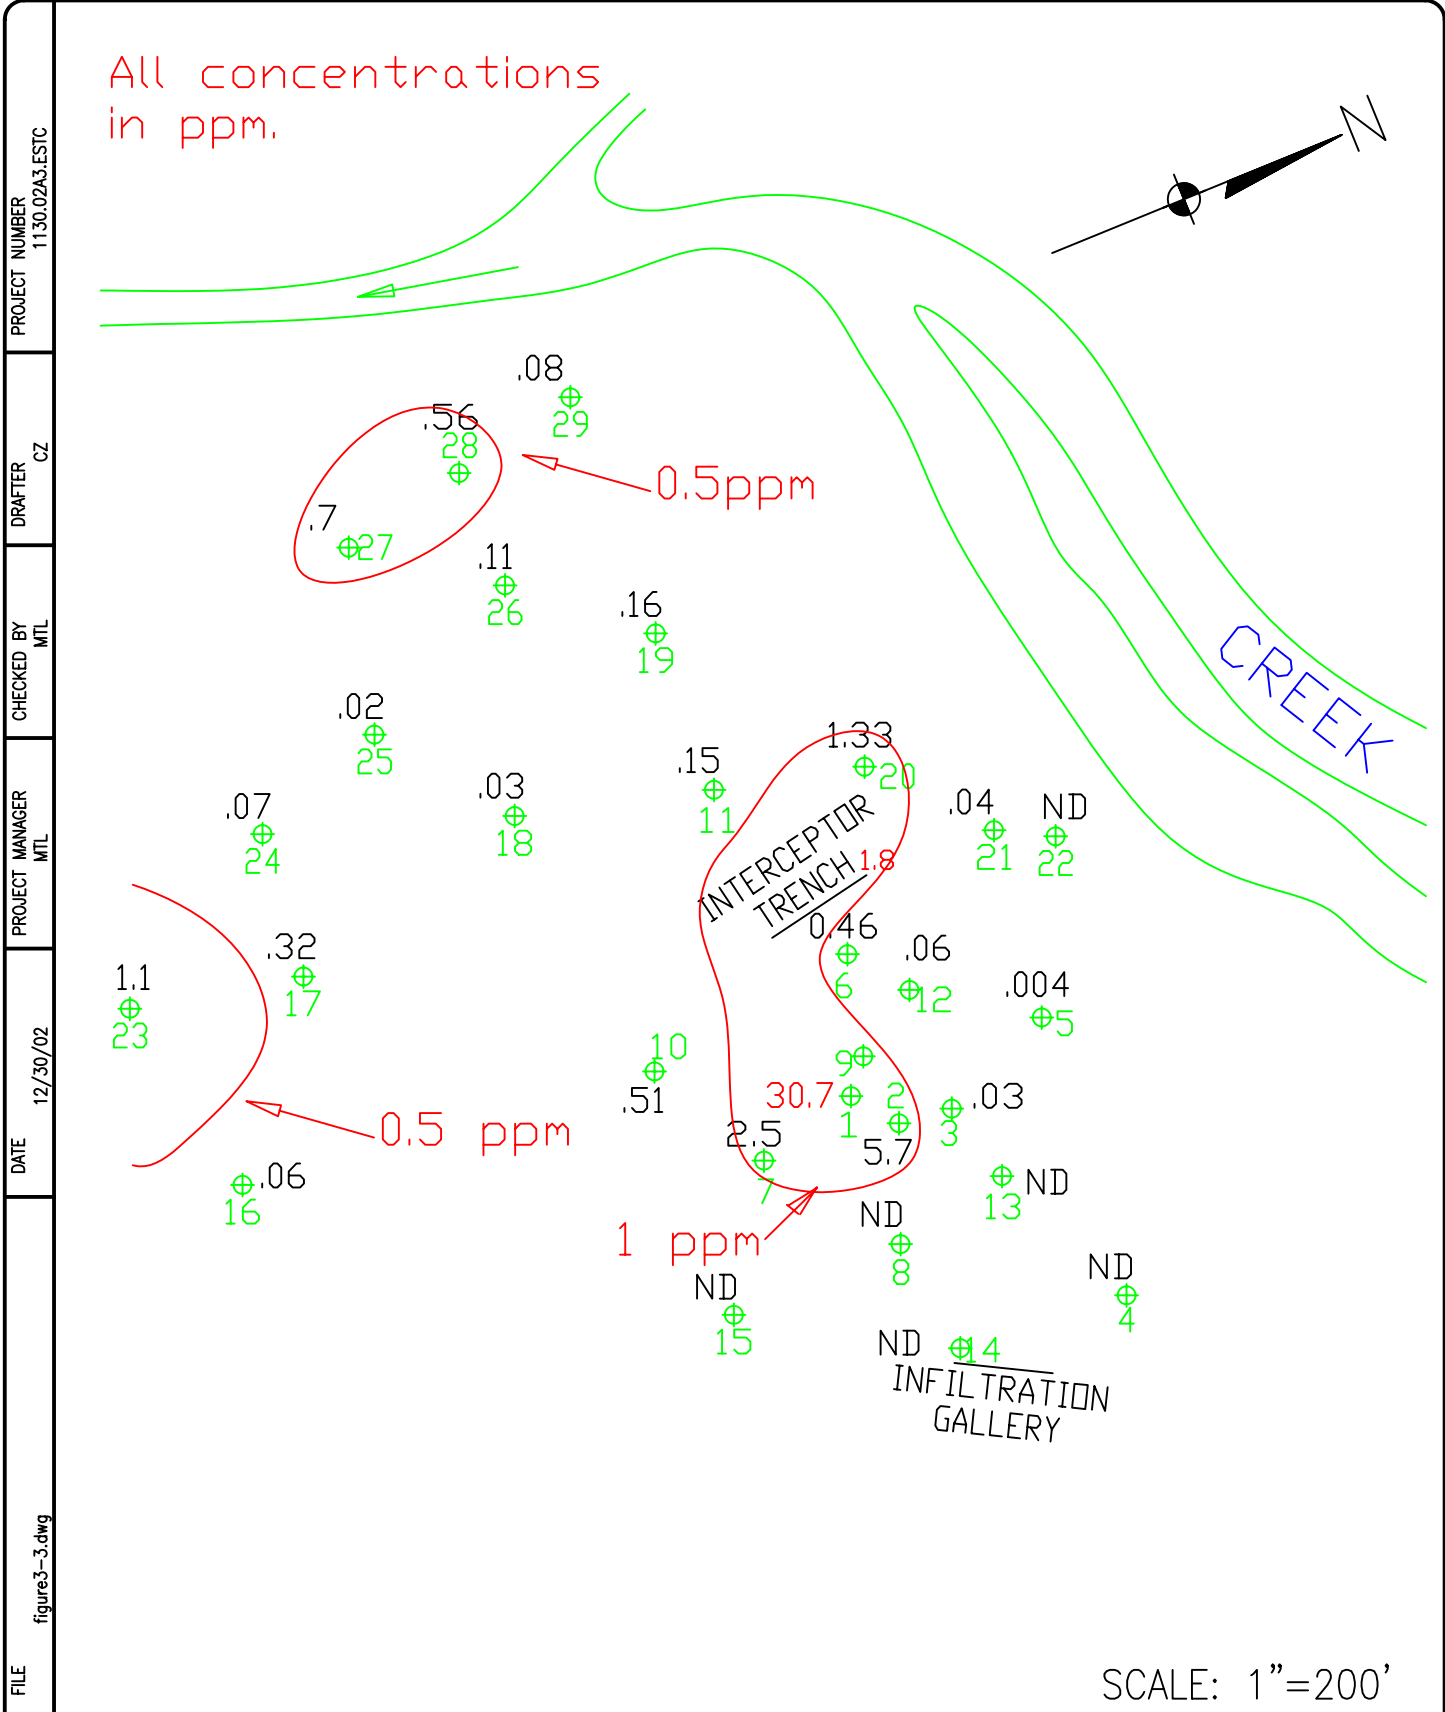 All concentrations
in ppm.
N
PROJECT NUMBER
1130.02A3.ESTC
DRAFTER
CZ
CHECKED BY
MTL
PROJECT MANAGER
MTL
DATE
12/30/02
FILE
figure3-3.dwg
.08
29
.56
28
0.5ppm
.7
27
.11
26
.16
19
CREEK
.02
25
1.33
20
.15
11
.03
18
.07
24
.04
21
ND
22
INTERCEPTOR
TRENCH
1.8
0.46
6
.06
12
.004
5
.32
17
1.1
23
10
.51
9
30.7
1
2
5.7
3
.03
0.5 ppm
2.5
7
.06
16
13
ND
1 ppm
ND
8
ND
15
ND
4
ND
14
INFILTRATION
GALLERY
SCALE: 1"=200'